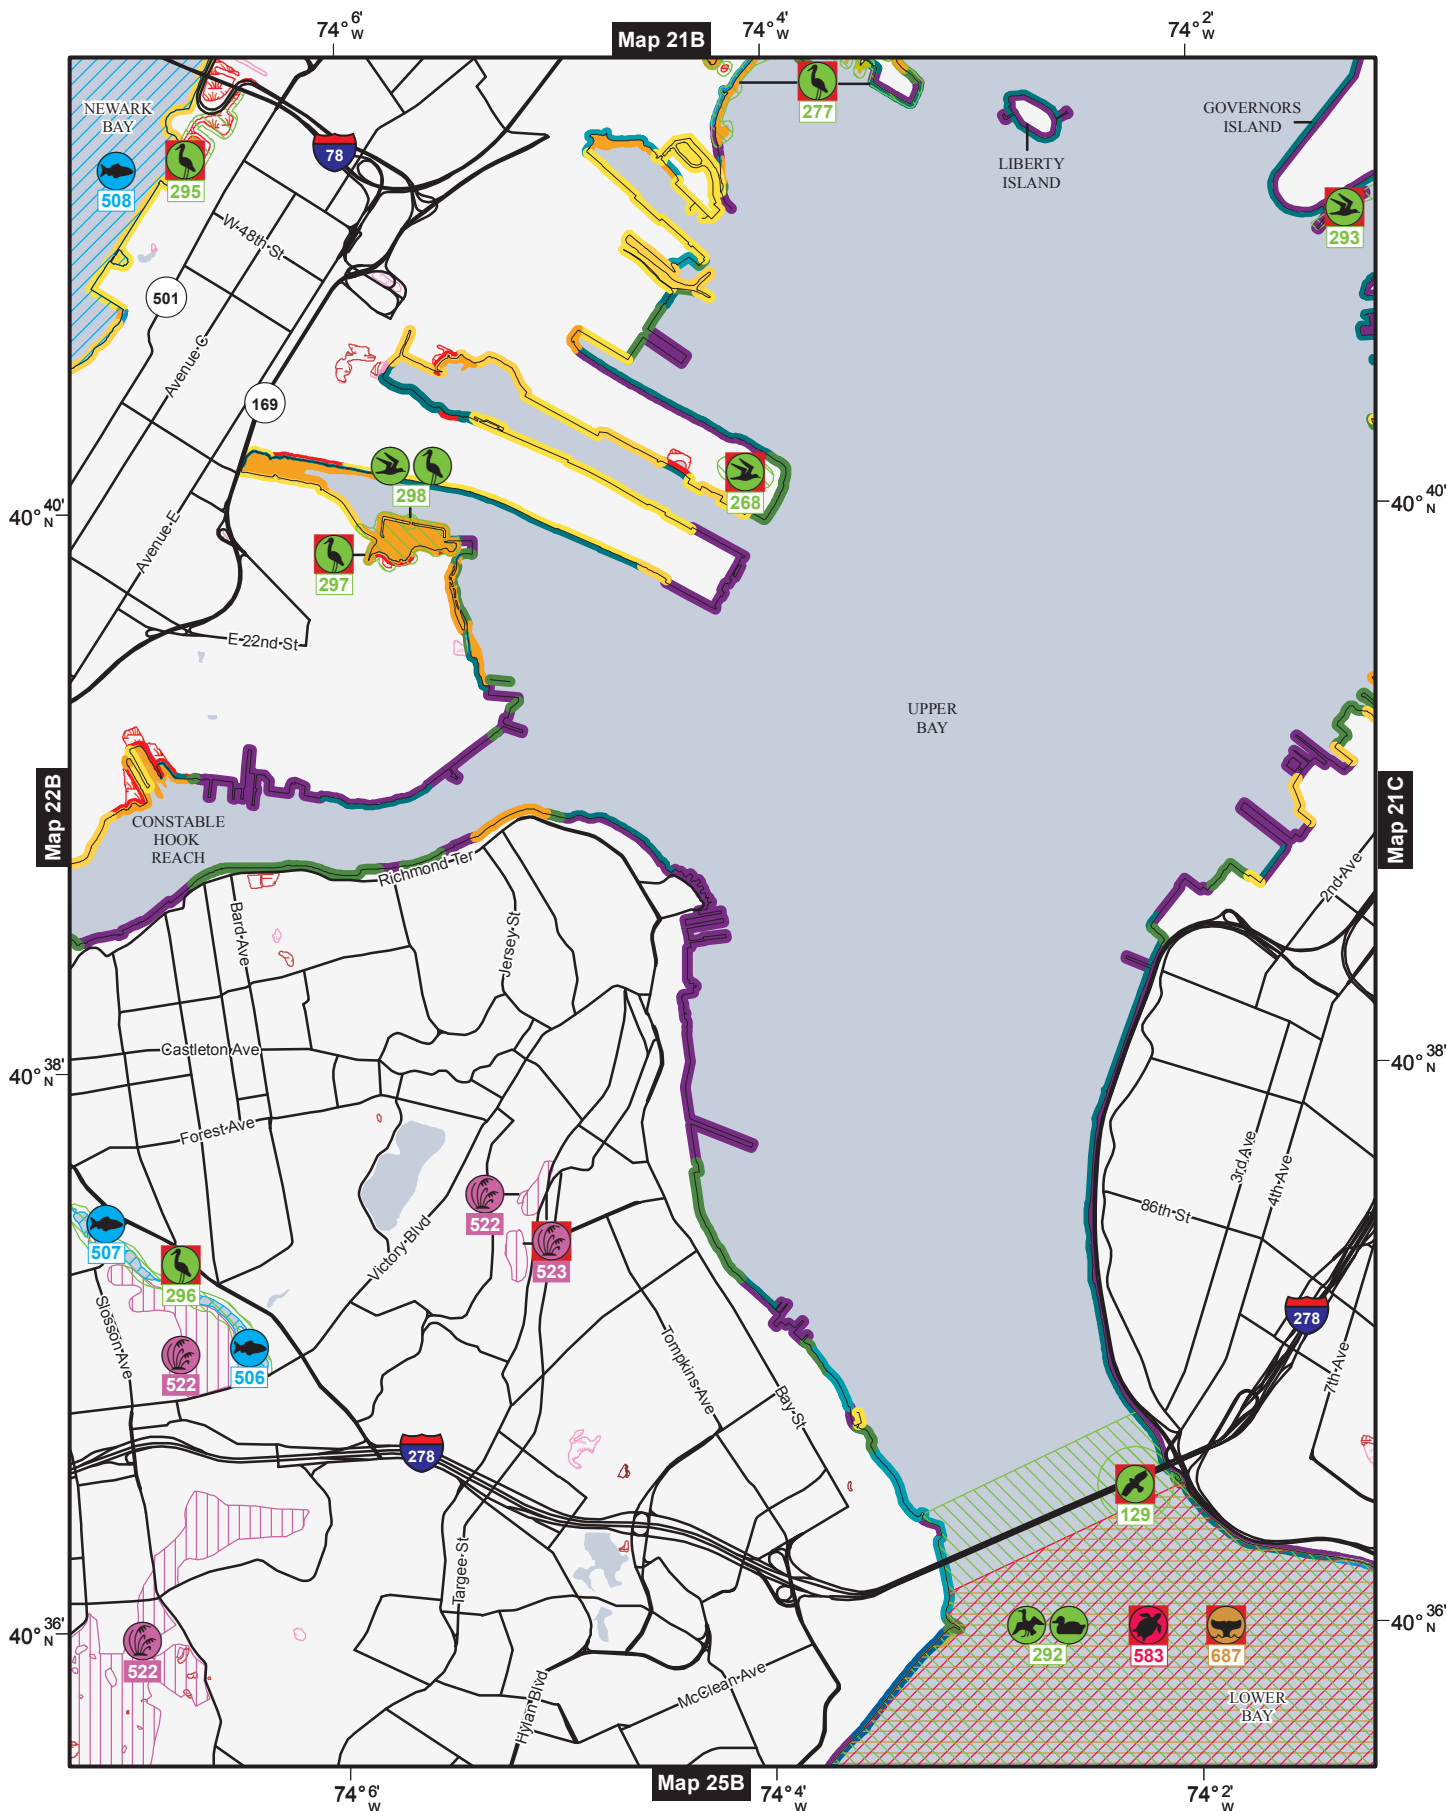 74° 6' W
74° 4' W
74° 2' W
Map 21B
NEWARK
BAY
508
295
78
277
LIBERTY
ISLAND
GOVERNORS
ISLAND
293
W 48th St
501
Avenue C
169
298
268
40° 40' N
40° 40' N
Avenue E
297
E 22nd St
UPPER
BAY
Map 22B
Map 21C
CONSTABLE
HOOK
REACH
Richmond Ter
2nd Ave
Bard Ave
Jersey St
Castleton Ave
40° 38' N
40° 38' N
Forest Ave
3rd Ave
4th Ave
86th St
522
523
507
296
Victory Blvd
Slosson Ave
522
506
278
7th Ave
Tompkins Ave
Bay St
278
129
Targee St
40° 36' N
40° 36' N
292
583
687
522
McClean Ave
Hylan Blvd
LOWER
BAY
Map 25B
74° 6' W
74° 4' W
74° 2' W